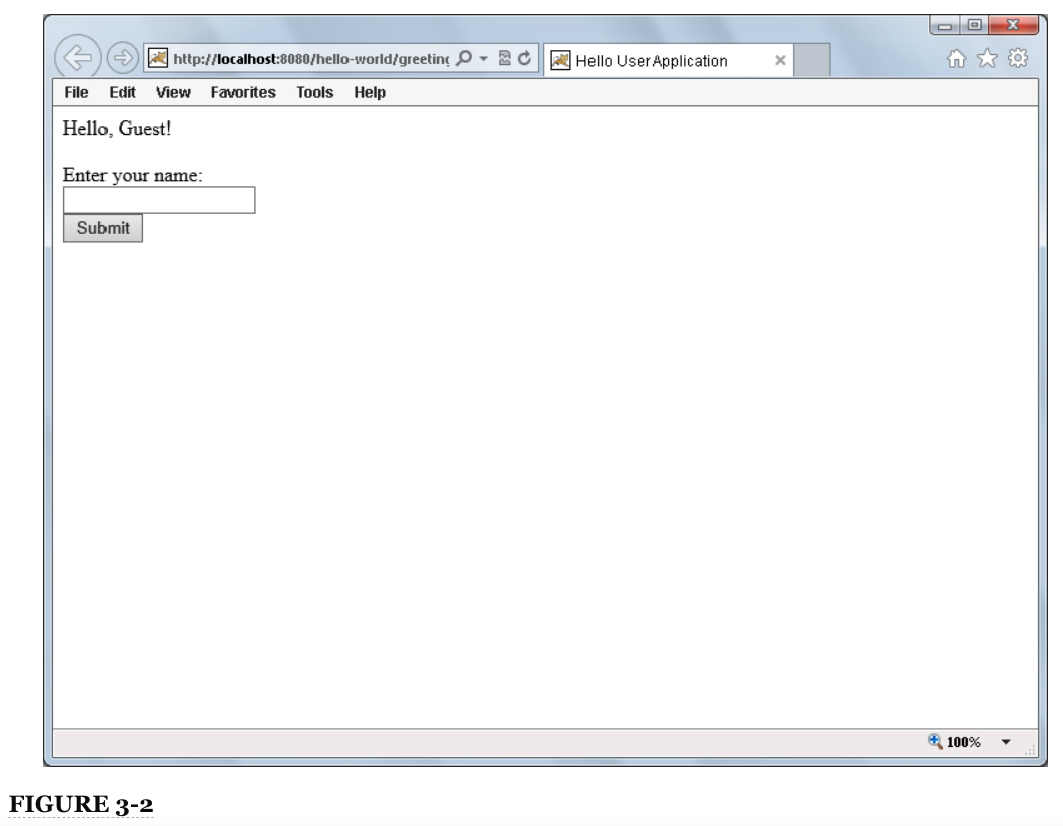 http://localhost:8080/hello-world/greeting
Hello User Application
File Edit View Favorites Tools Help
Hello, Guest!
Enter your name:
Submit
100%
FIGURE 3-2